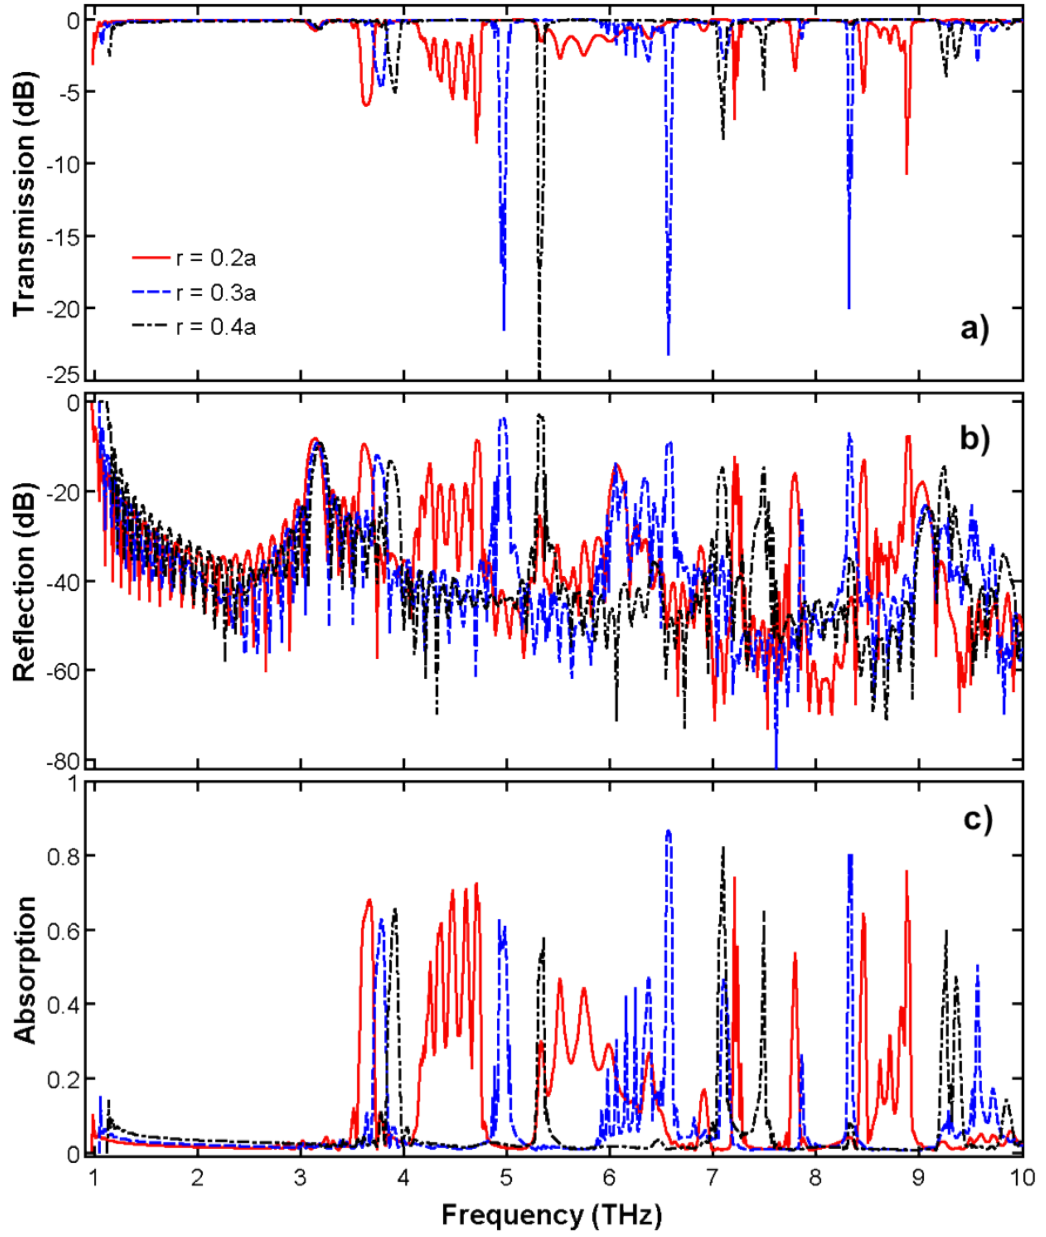 0
-5
-10
-15
-20
-25
Transmission (dB)
r = 0.2a
r = 0.3a
r = 0.4a
a)
0
-20
-40
-60
-80
Reflection (dB)
b)
1
0.8
0.6
0.4
0.2
0
Absorption
c)
1 2 3 4 5 6 7 8 9 10
Frequency (THz)